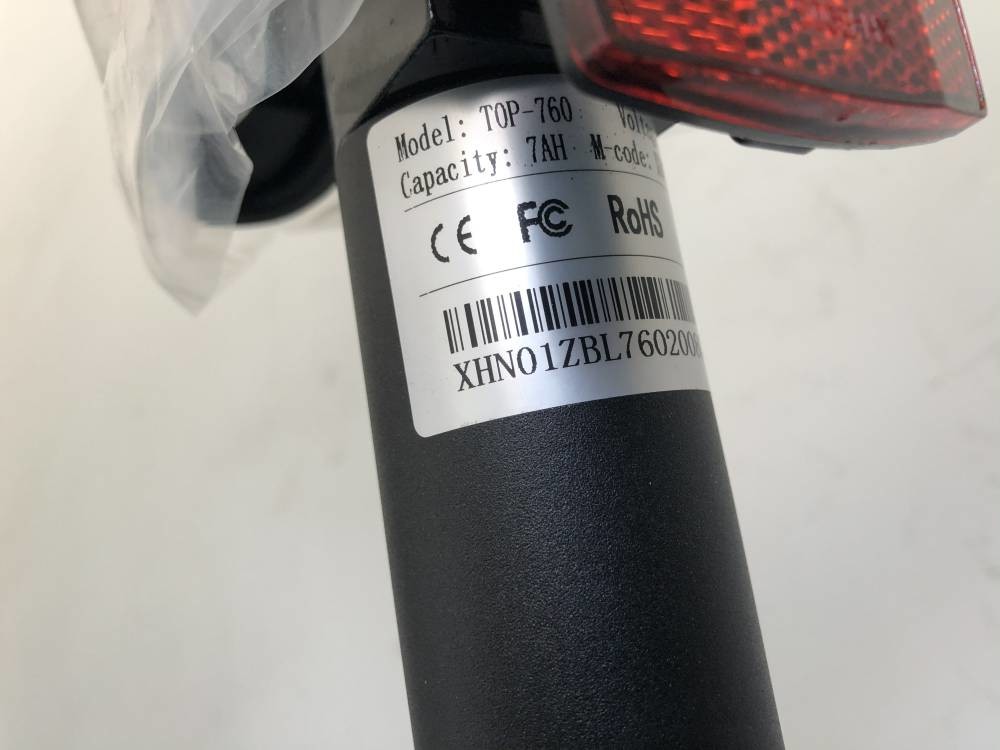 Model: TOP-760
Capacity: 7AH M-code:
CE FC RoHS
XHN01ZBL760200